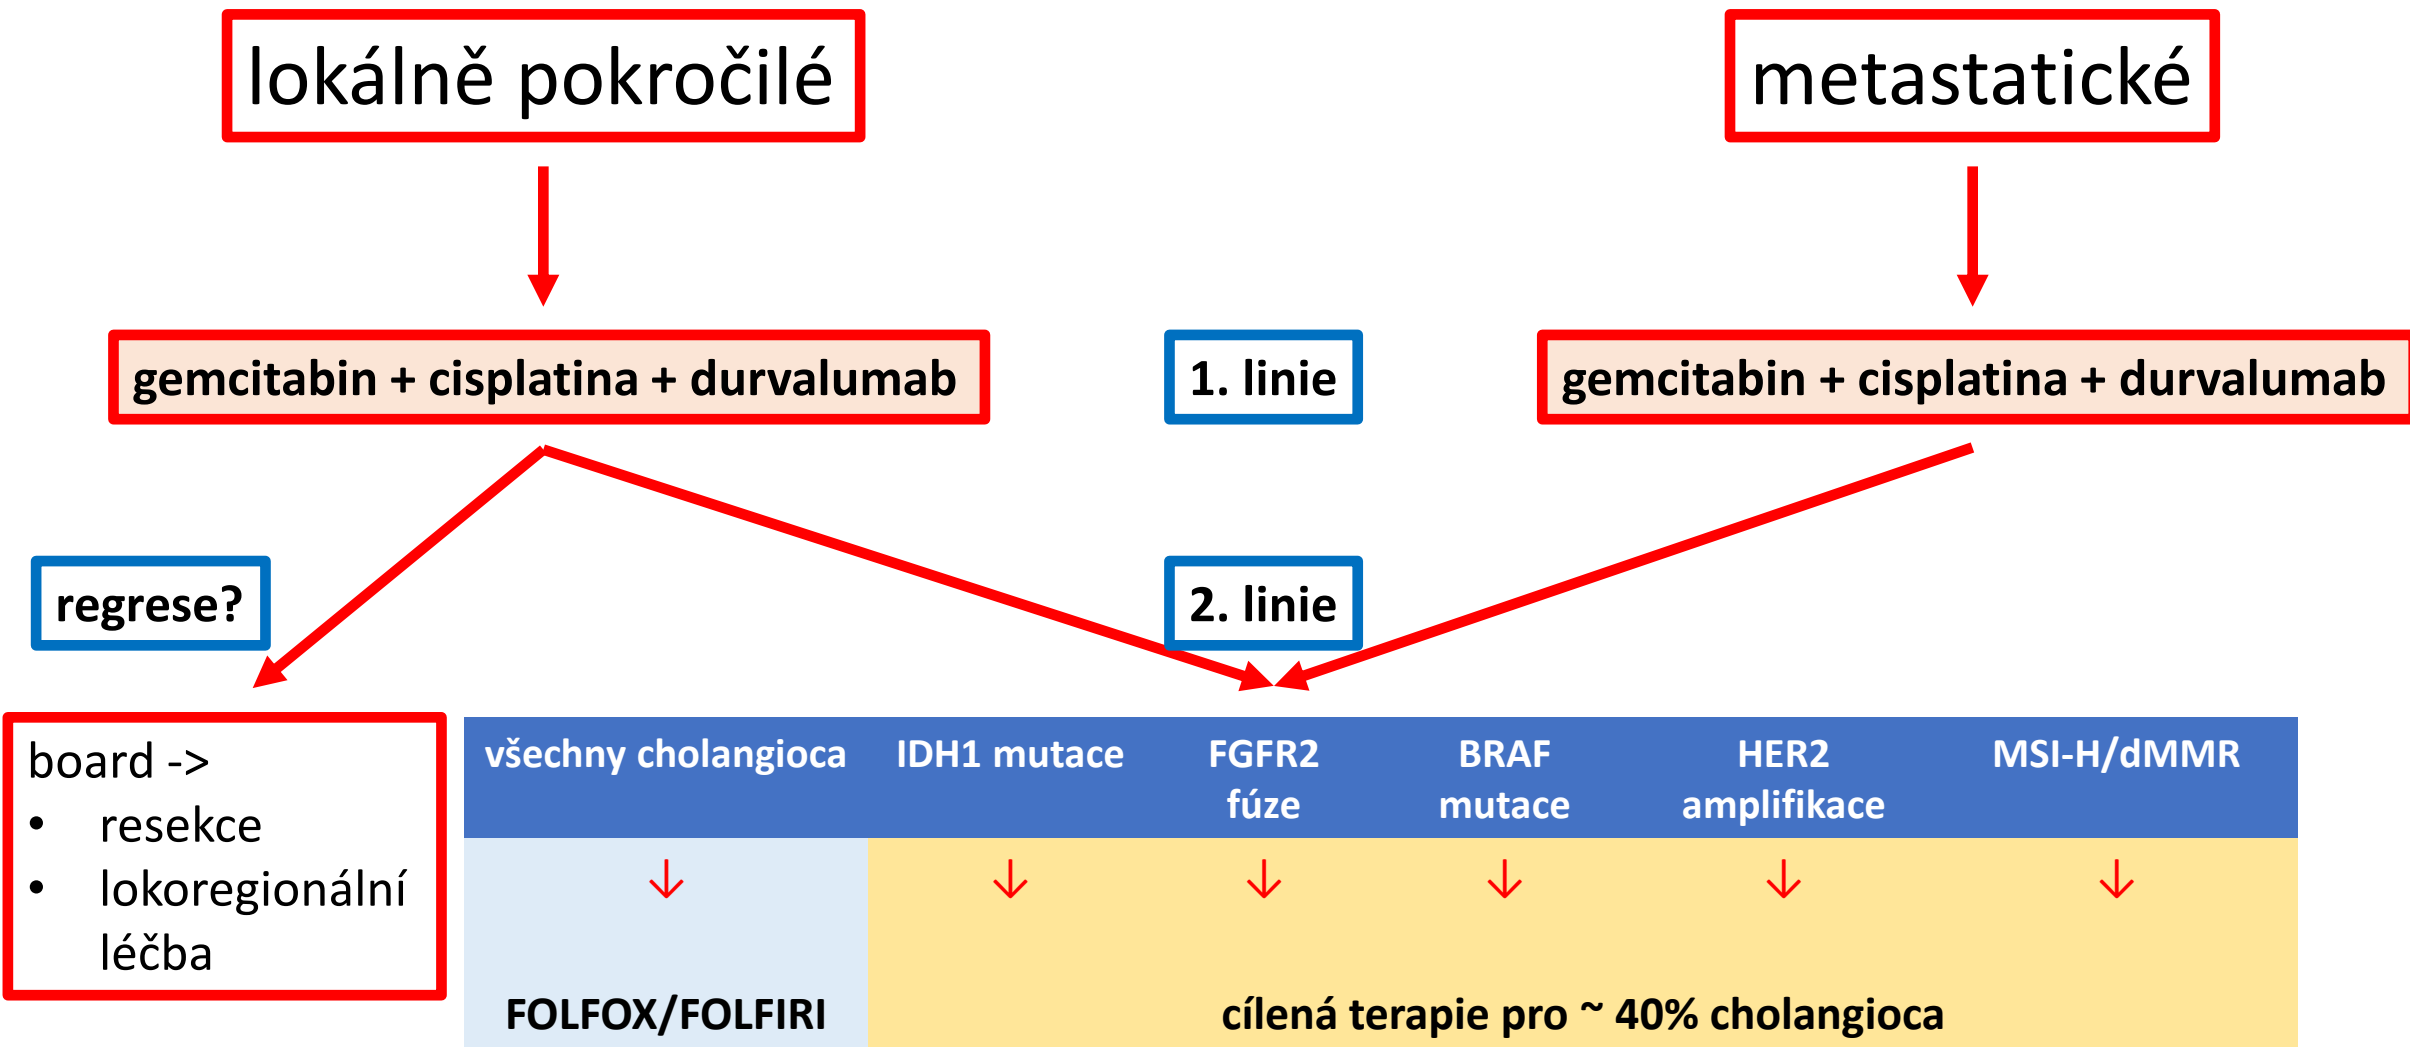 lokálně pokročilé
metastatické
gemcitabin + cisplatina + durvalumab
1. linie
gemcitabin + cisplatina + durvalumab
regrese?
2. linie
board ->
• resekce
• lokoregionální
léčba
všechny cholangioca
IDH1 mutace
FGFR2
fúze
BRAF
mutace
HER2
amplifikace
MSI-H/dMMR
↓ ↓ ↓ ↓ ↓ ↓
FOLFOX/FOLFIRI
cílená terapie pro ~ 40% cholangioca